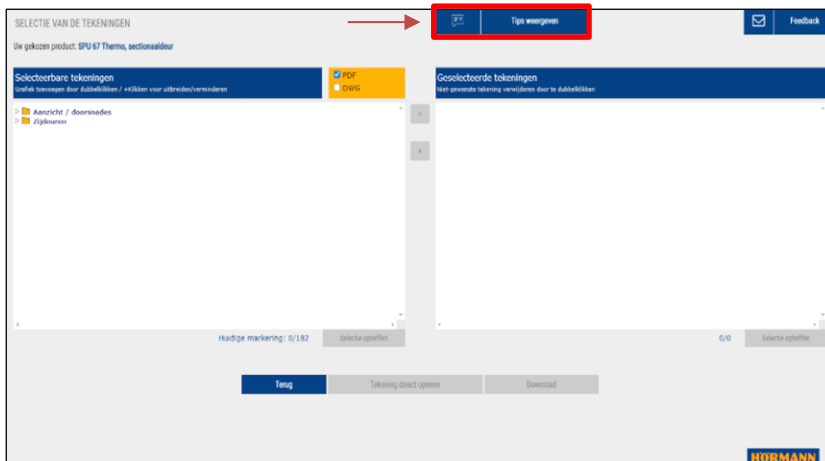 SELECTIE VAN DE TEKENINGEN
Tips weergeven
Feedback
Uw gekozen product: SPU 67 Thermo, sectionaaldeur
Selecteerbare tekeningen
Grafiek toevoegen door dubbelklikken / +Klikken voor uitbreiden/verminderen
PDF
DWG
Geselecteerde tekeningen
Niet-gewenste tekening verwijderen door te dubbelklikken
Aanzicht / doorsnedes
Zijdeuren
>
<
Huidige markering: 0/182
Selectie opheffen
0/0
Selectie opheffen
Terug
Tekening direct openen
Download
HÖRMANN